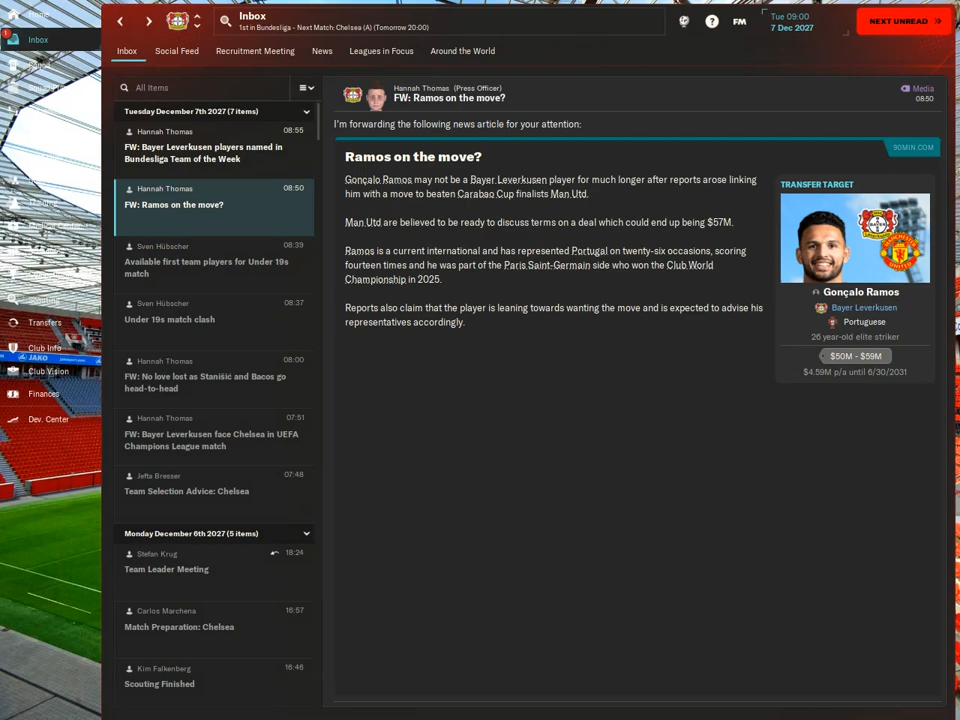 Home
1
Inbox
Transfers
Club Info
JAKO
Club Vision
Finances
Dev. Center
Inbox
1st in Bundesliga - Next Match: Chelsea (A) (Tomorrow 20:00)
?
FM
Tue 09:00
7 Dec 2027
NEXT UNREAD
Inbox
Social Feed
Recruitment Meeting
News
Leagues in Focus
Around the World
All Items
Tuesday December 7th 2027 (7 items)
Hannah Thomas 08:55
FW: Bayer Leverkusen players named in
Bundesliga Team of the Week
Hannah Thomas 08:50
FW: Ramos on the move?
Sven Hübscher 08:39
Available first team players for Under 19s
match
Sven Hübscher 08:37
Under 19s match clash
Hannah Thomas 08:00
FW: No love lost as Stanišić and Bacos go
head-to-head
Hannah Thomas 07:51
FW: Bayer Leverkusen face Chelsea in UEFA
Champions League match
Jefta Bresser 07:48
Team Selection Advice: Chelsea
Monday December 6th 2027 (5 items)
Stefan Krug 18:24
Team Leader Meeting
Carlos Marchena 16:57
Match Preparation: Chelsea
Kim Falkenberg 16:46
Scouting Finished
Hannah Thomas (Press Officer)
FW: Ramos on the move?
Media
08:50
I'm forwarding the following news article for your attention:
90MIN.COM
Ramos on the move?
Gonçalo Ramos may not be a Bayer Leverkusen player for much longer after reports arose linking
him with a move to beaten Carabao Cup finalists Man Utd.
Man Utd are believed to be ready to discuss terms on a deal which could end up being $57M.
Ramos is a current international and has represented Portugal on twenty-six occasions, scoring
fourteen times and he was part of the Paris Saint-Germain side who won the Club World
Championship in 2025.
Reports also claim that the player is leaning towards wanting the move and is expected to advise his
representatives accordingly.
TRANSFER TARGET
Gonçalo Ramos
Bayer Leverkusen
Portuguese
26 year-old elite striker
$50M - $59M
$4.59M p/a until 6/30/2031